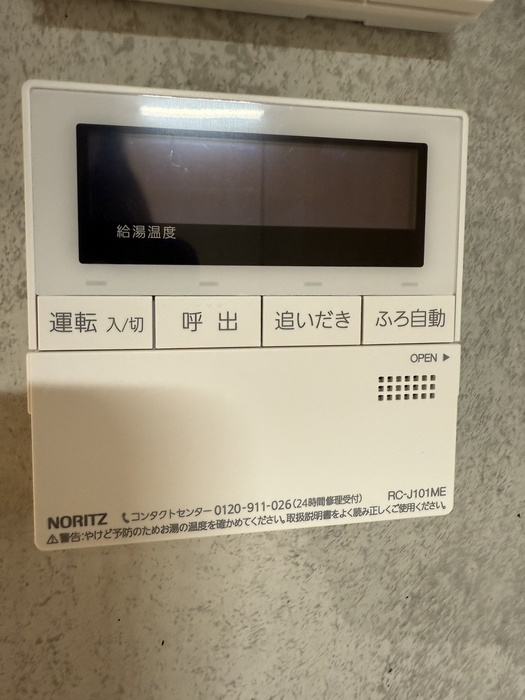 給湯温度
運転 入/切
呼出
追いだき
ふろ自動
OPEN ▶
NORITZ
コンタクトセンター 0120-911-026(24時間修理受付)
RC-J101ME
⚠警告:やけど予防のためお湯の温度を確かめてください。取扱説明書をよく読み正しくご使用ください。